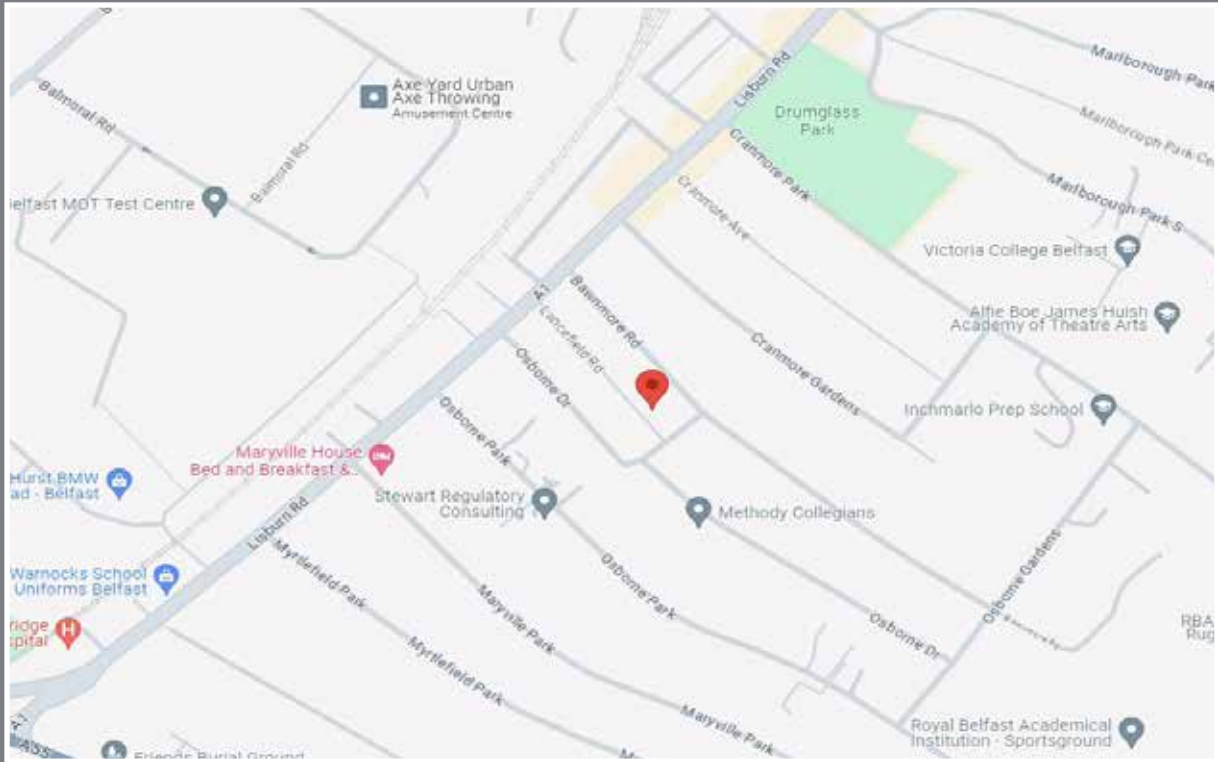 Marlborough Park
Axe Yard Urban
Axe Throwing
Amusement Centre
Balmoral Rd
Balmoral Rd
Lisburn Rd
Drumglass
Park
Marlborough Park Ce
Cranmore Park
Marlborough Park S
elfast MOT Test Centre
Cranmore Ave
Victoria College Belfast
A1
Bawnmore Rd
Lancefield Rd
Alfie Boe James Huish
Academy of Theatre Arts
Cranmore Gardens
Osborne Dr
Inchmarlo Prep School
Osborne Park
Maryville House
Bed and Breakfast &..
Hurst BMW
ad - Belfast
Stewart Regulatory
Consulting
Methody Collegians
Lisburn Rd
Warnocks School
Uniforms Belfast
Myrtlefield Park
Osborne Park
Osborne Gardens
Maryville Park
Osborne Dr
ridge
spital
H
RBA
Rug
Myrtlefield Park
Maryville Park
Royal Belfast Academical
Institution - Sportsground
A1
A55
Friends Burial Ground